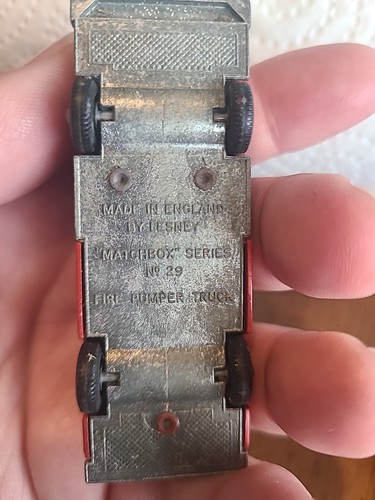 MADE IN ENGLAND
BY LESNEY
"MATCHBOX" SERIES
Nº 29
FIRE PUMPER TRUCK